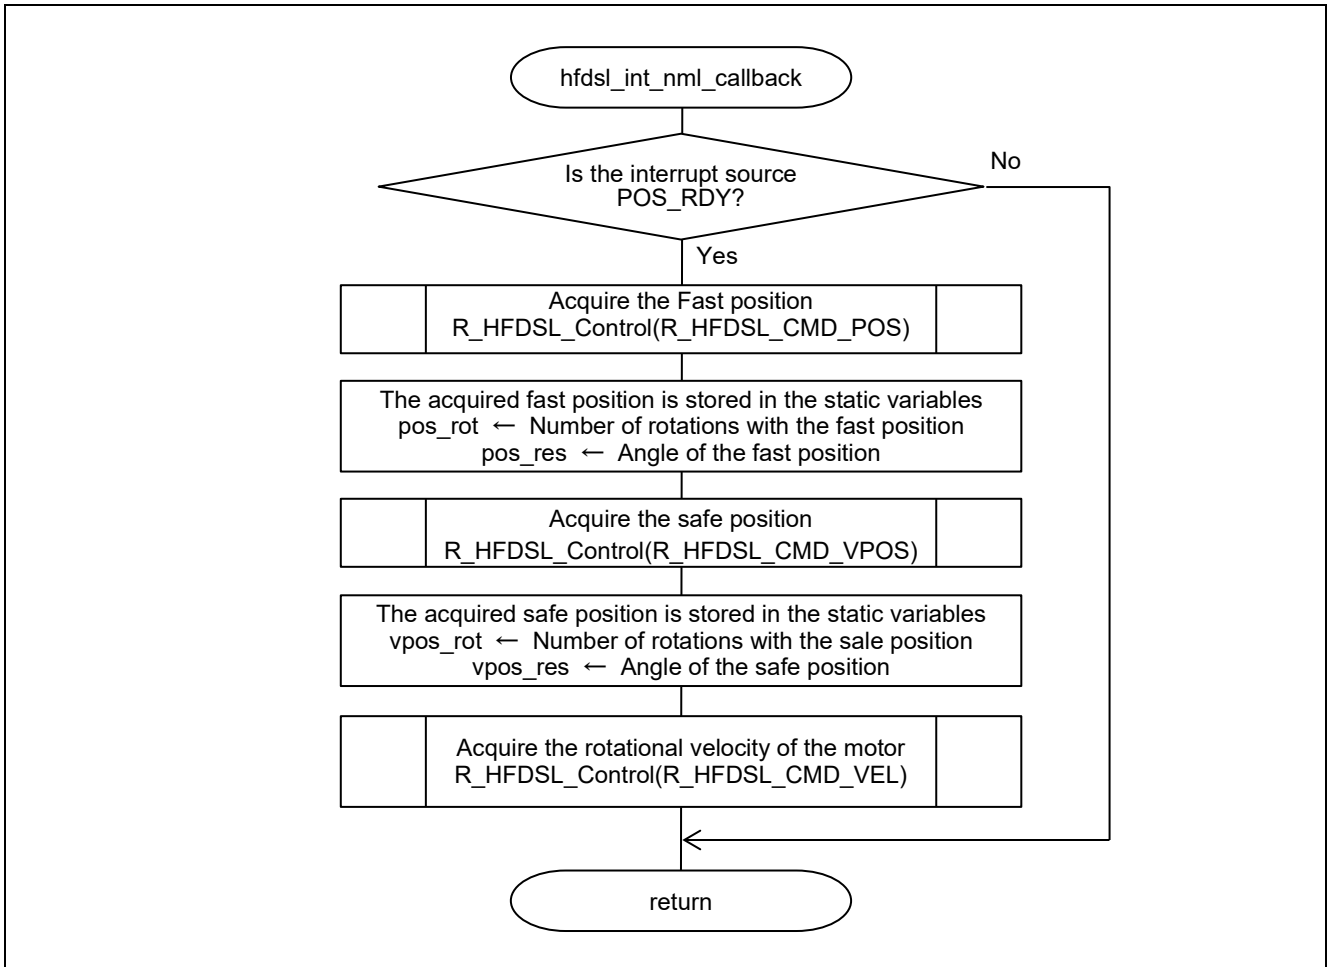 hfdsl_int_nml_callback
Is the interrupt source
POS_RDY?
No
Yes
Acquire the Fast position
R_HFDSL_Control(R_HFDSL_CMD_POS)
The acquired fast position is stored in the static variables
pos_rot ← Number of rotations with the fast position
pos_res ← Angle of the fast position
Acquire the safe position
R_HFDSL_Control(R_HFDSL_CMD_VPOS)
The acquired safe position is stored in the static variables
vpos_rot ← Number of rotations with the sale position
vpos_res ← Angle of the safe position
Acquire the rotational velocity of the motor
R_HFDSL_Control(R_HFDSL_CMD_VEL)
return